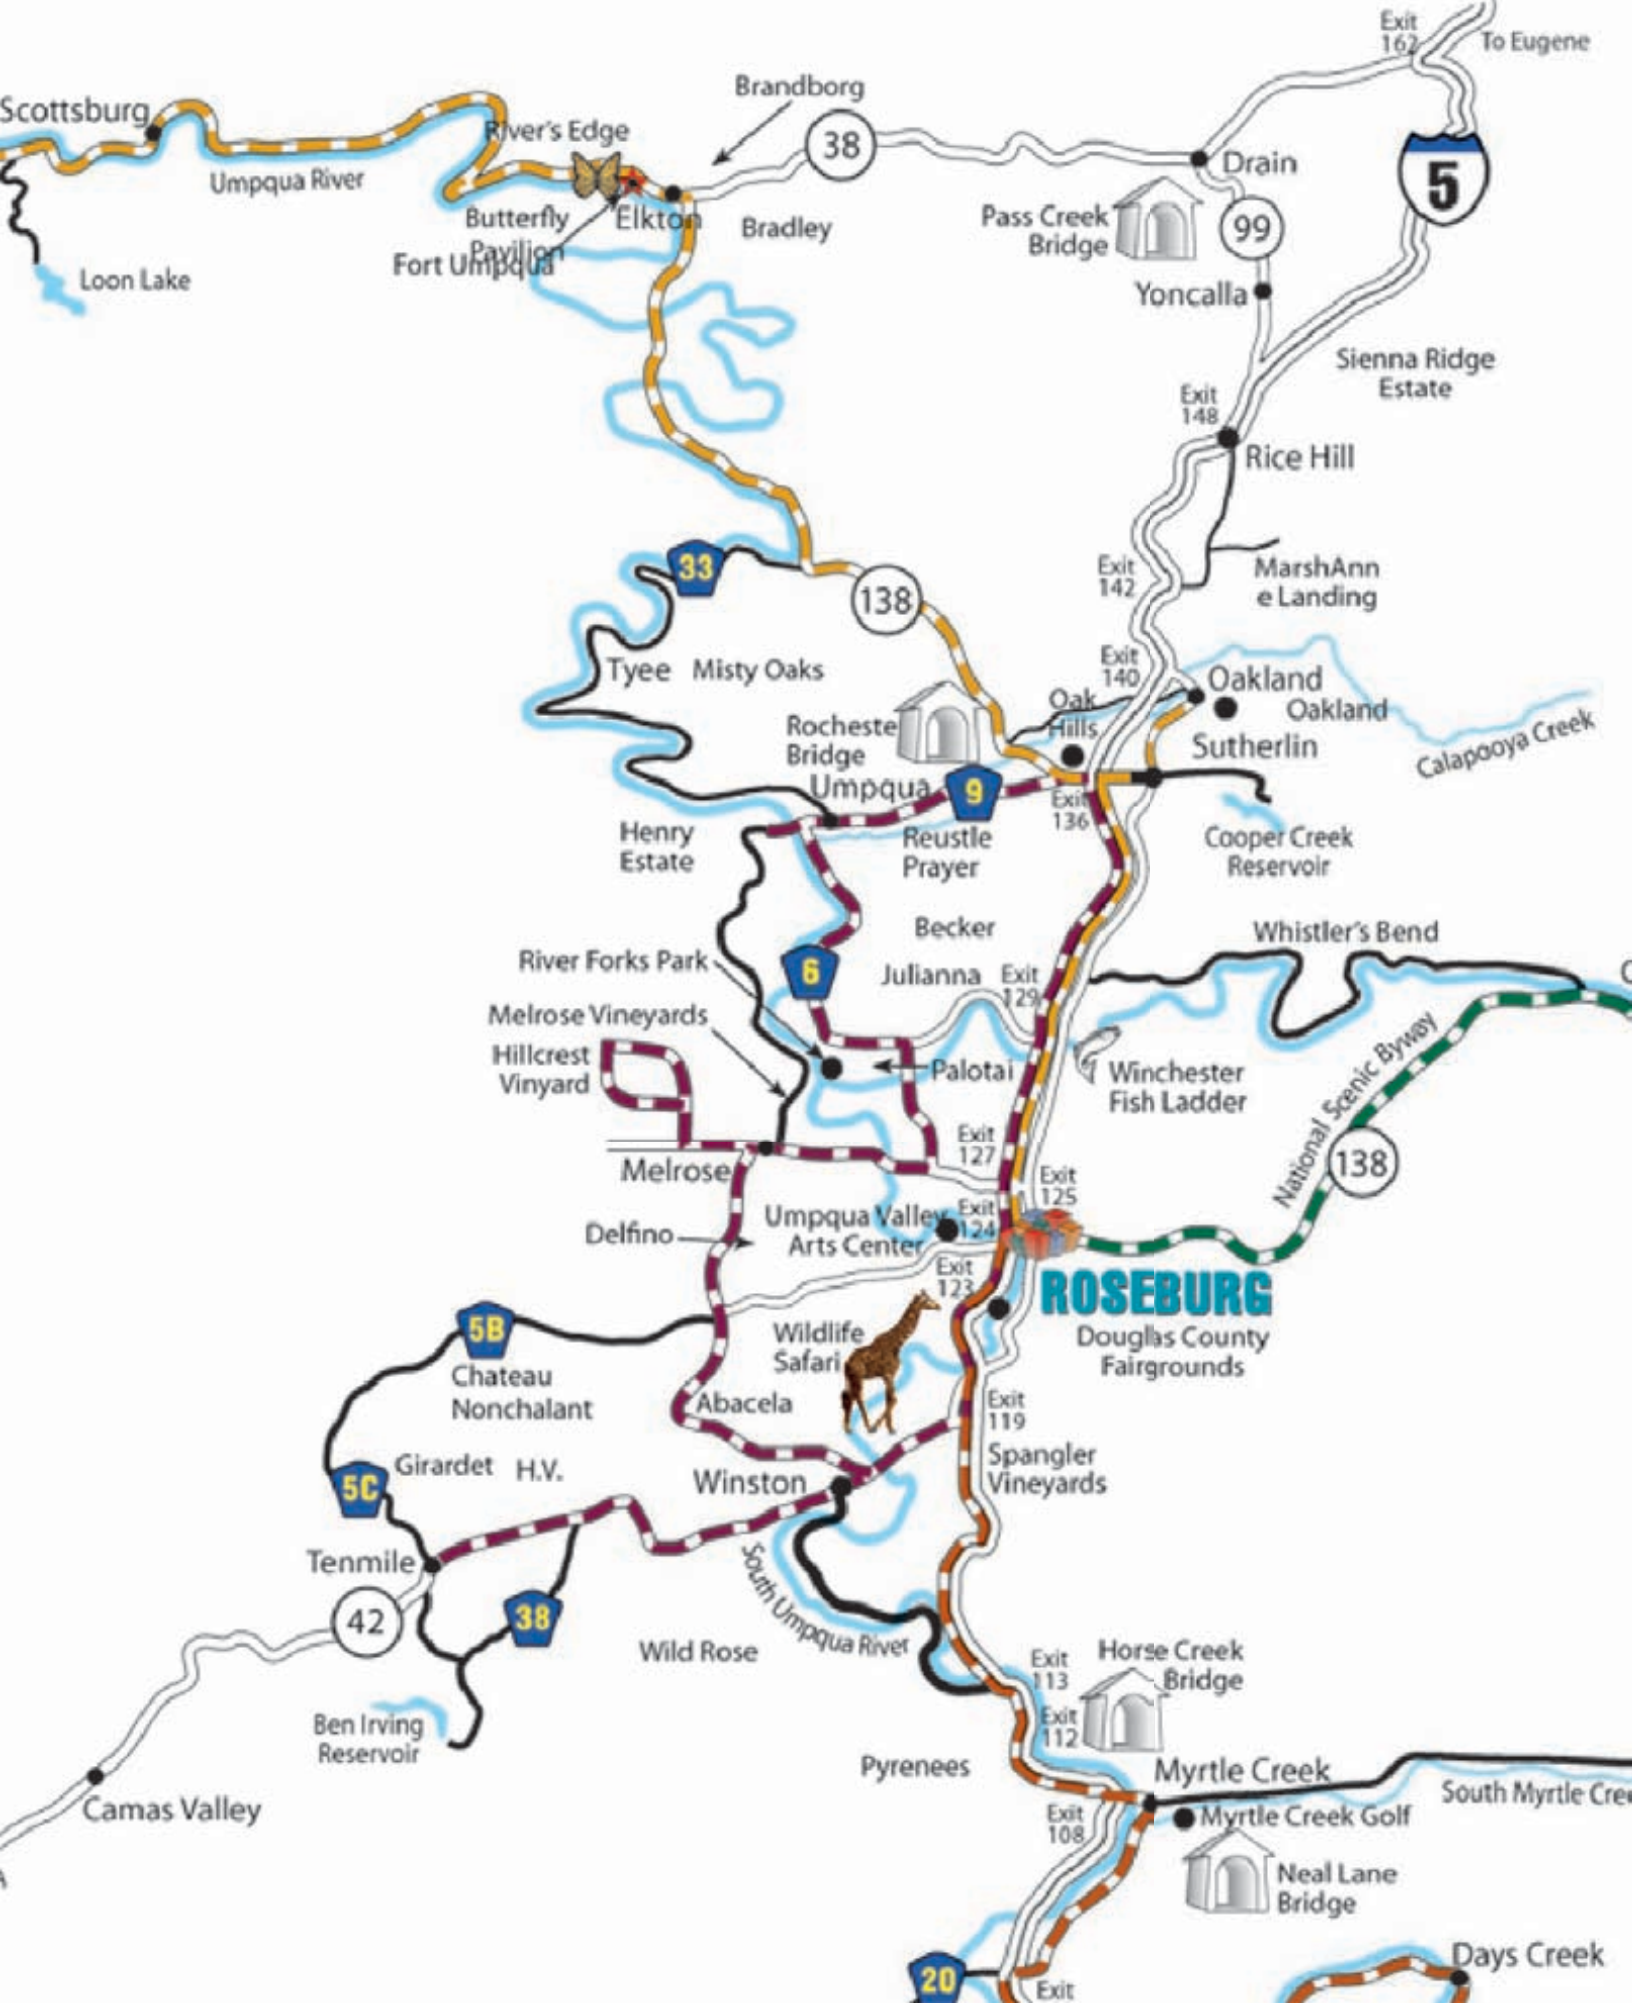 Exit
162
To Eugene
Brandborg
Scottsburg
River's Edge
38
5
Umpqua River
Drain
Butterfly
Pavilion
Elkton
Bradley
Pass Creek
Bridge
99
Fort Umpqua
Loon Lake
Yoncalla
Sienna Ridge
Estate
Exit
148
Rice Hill
33
Exit
142
MarshAnn
e Landing
138
Tyee
Misty Oaks
Exit
140
Oakland
Oakland
Oak
Hills
Rocheste
Bridge
Sutherlin
Calapooya Creek
Umpqua
9
Exit
136
Henry
Estate
Reustle
Prayer
Cooper Creek
Reservoir
Becker
Whistler's Bend
River Forks Park
6
Julianna
Exit
129
Melrose Vineyards
Hillcrest
Vinyard
Palotai
Winchester
Fish Ladder
National Scenic Byway
138
Exit
127
Melrose
Exit
125
Umpqua Valley
Arts Center
Exit
124
Delfino
Exit
123
ROSEBURG
Douglas County
Fairgrounds
5B
Wildlife
Safari
Chateau
Nonchalant
Abacela
Exit
119
Spangler
Vineyards
5C
Girardet
H.V.
Winston
Tenmile
42
38
South Umpqua River
Wild Rose
Exit
113
Horse Creek
Bridge
Exit
112
Ben Irving
Reservoir
Pyrenees
Myrtle Creek
South Myrtle Cree
Camas Valley
Exit
108
Myrtle Creek Golf
Neal Lane
Bridge
Days Creek
20
Exit